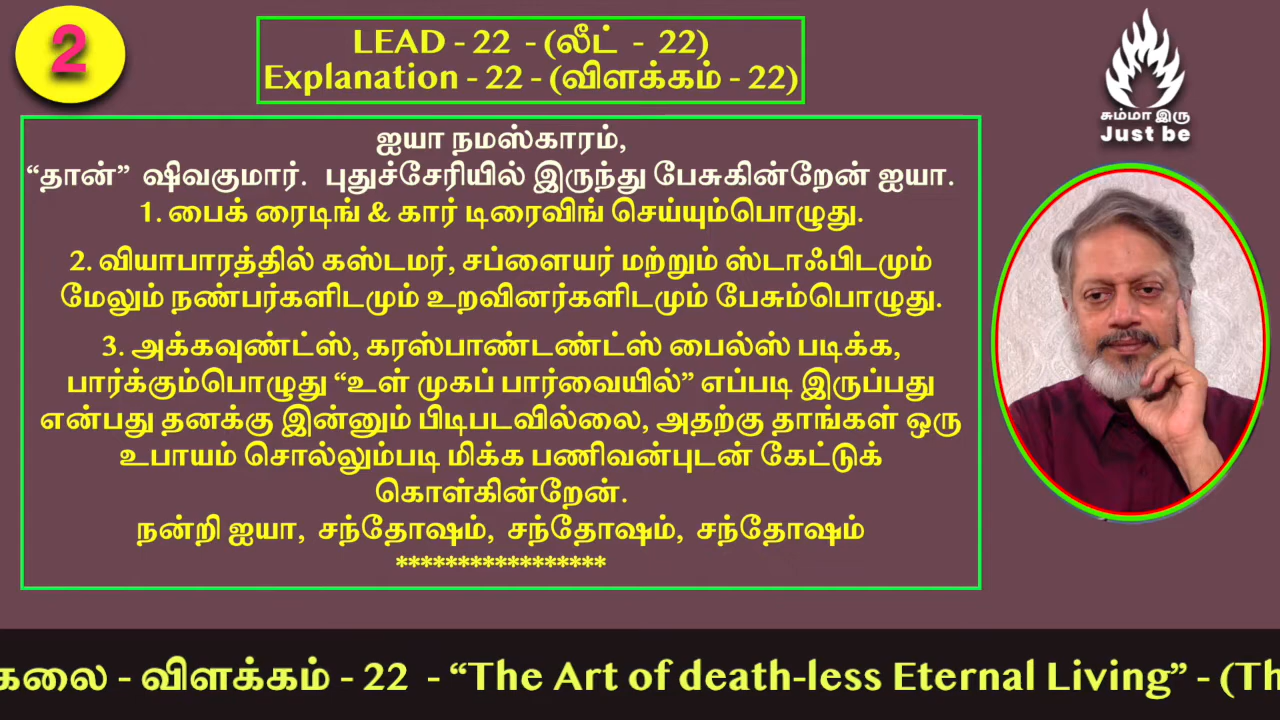 2
LEAD - 22 - (லீட் - 22)
Explanation - 22 - (விளக்கம் - 22)
சும்மா இரு
Just be
ஐயா நமஸ்காரம்,
“தான்” ஷிவகுமார். புதுச்சேரியில் இருந்து பேசுகின்றேன் ஐயா.
1. பைக் ரைடிங் & கார் டிரைவிங் செய்யும்பொழுது.
2. வியாபாரத்தில் கஸ்டமர், சப்ளையர் மற்றும் ஸ்டாஃபிடமும்
மேலும் நண்பர்களிடமும் உறவினர்களிடமும் பேசும்பொழுது.
3. அக்கவுண்ட்ஸ், கரஸ்பாண்டண்ட்ஸ் பைல்ஸ் படிக்க,
பார்க்கும்பொழுது “உள் முகப் பார்வையில்” எப்படி இருப்பது
என்பது தனக்கு இன்னும் பிடிபடவில்லை, அதற்கு தாங்கள் ஒரு
உபாயம் சொல்லும்படி மிக்க பணிவன்புடன் கேட்டுக்
கொள்கின்றேன்.
நன்றி ஐயா, சந்தோஷம், சந்தோஷம், சந்தோஷம்
*****************
கலை - விளக்கம் - 22 - “The Art of death-less Eternal Living” - (Th